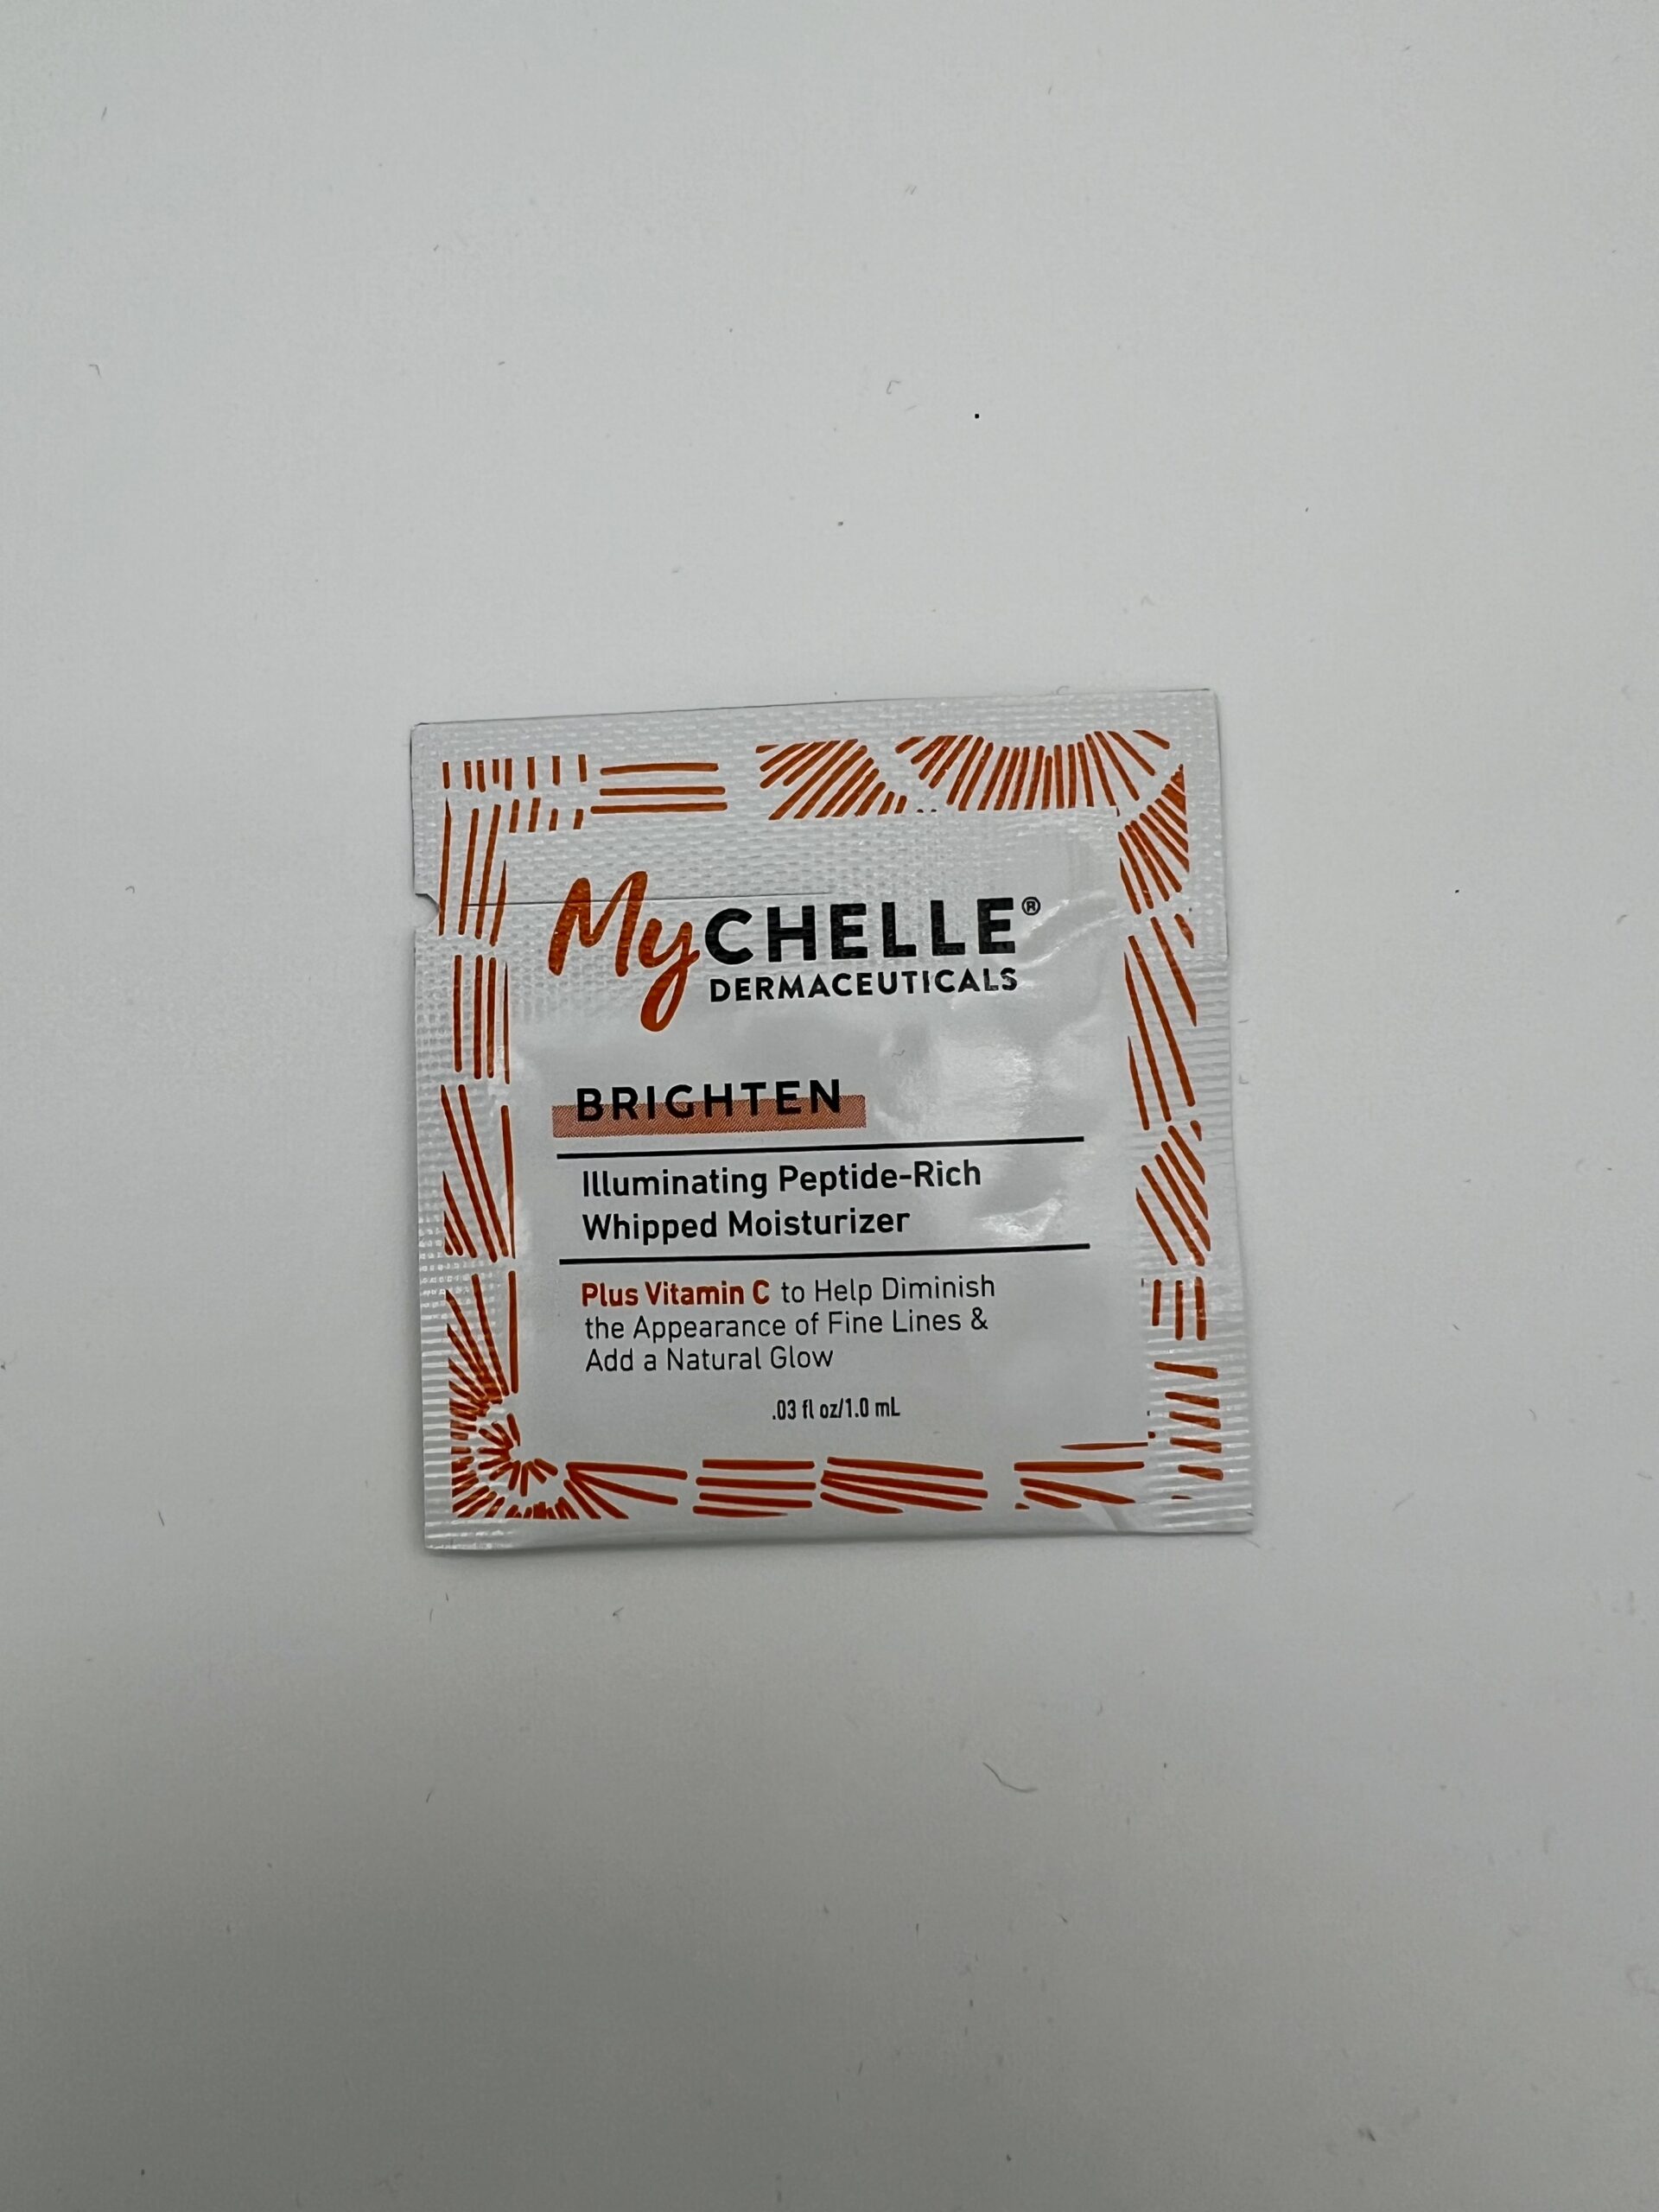 MyCHELLE®
DERMACEUTICALS
BRIGHTEN
Illuminating Peptide-Rich
Whipped Moisturizer
Plus Vitamin C to Help Diminish
the Appearance of Fine Lines &
Add a Natural Glow
.03 fl oz/1.0 mL